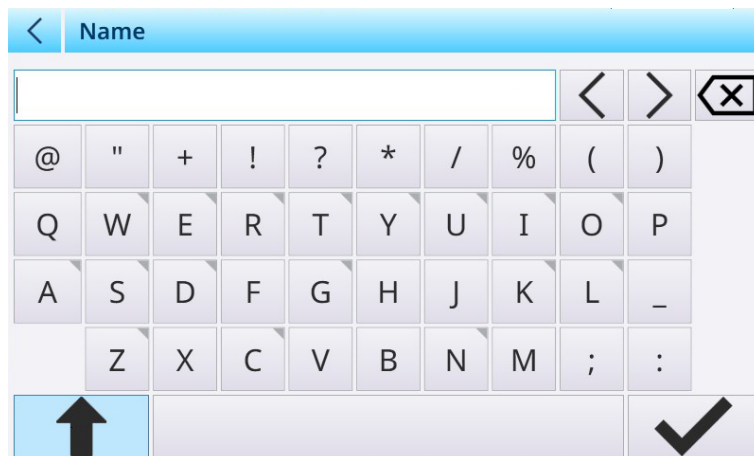 Name
@ " + ! ? * / % ( )
Q W E R T Y U I O P
A S D F G H J K L _
Z X C V B N M ; :